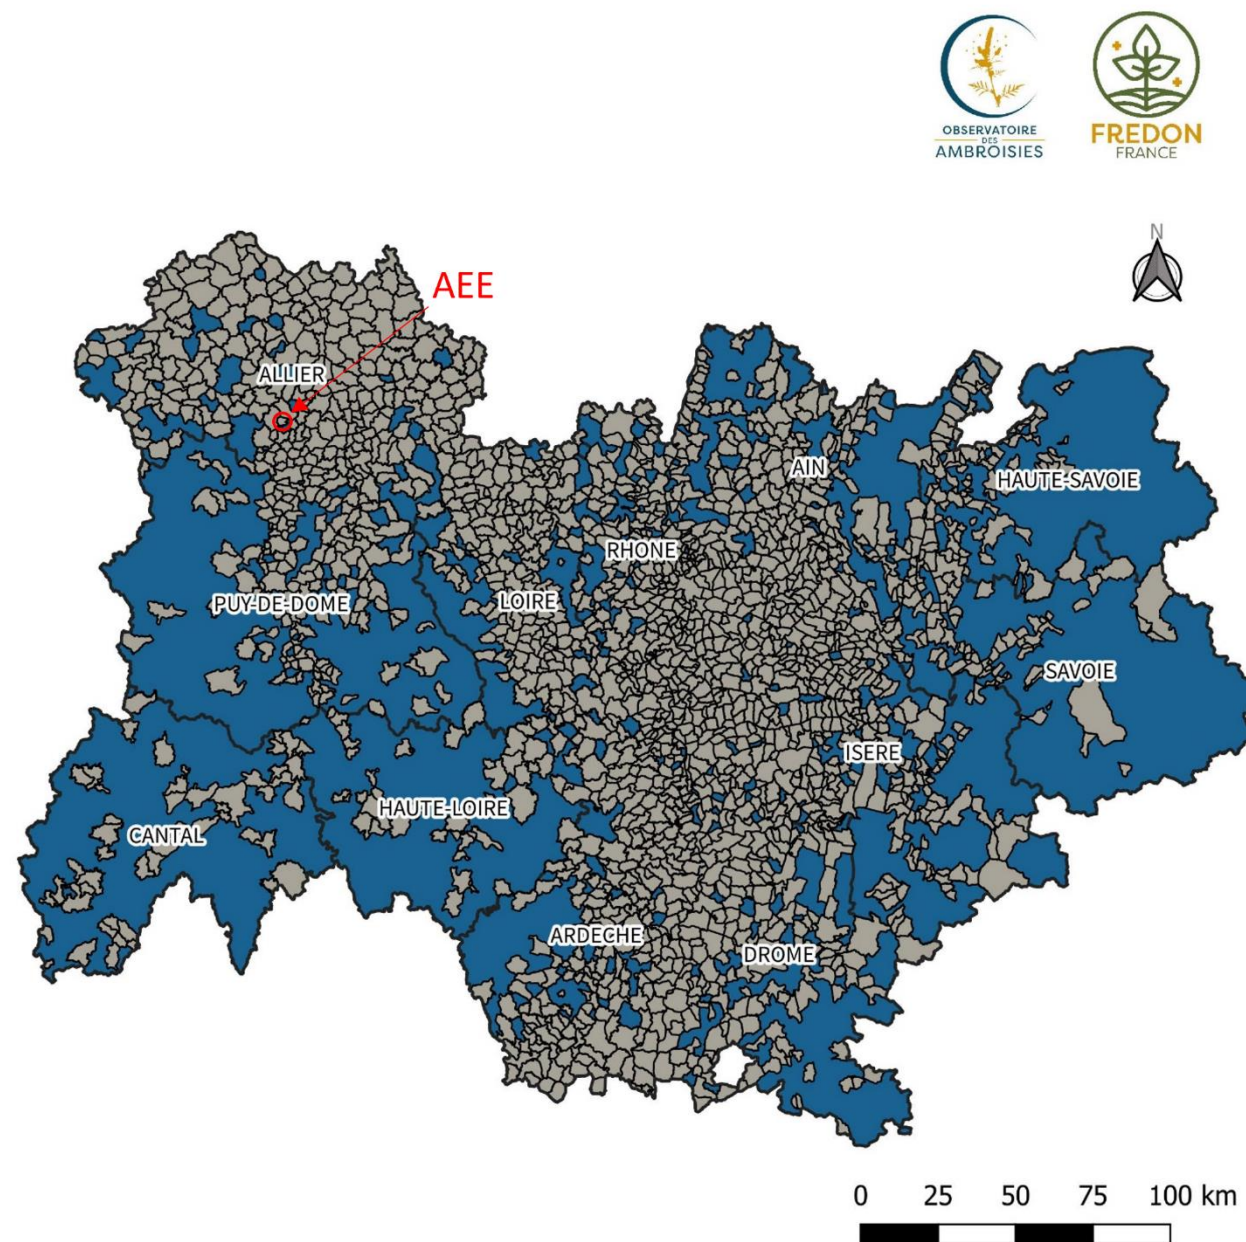 OBSERVATOIRE
DES
AMBROISIES
FREDON
FRANCE
N
AEE
ALLIER
AIN
HAUTE-SAVOIE
RHONE
PUY-DE-DOME
LOIRE
SAVOIE
ISERE
HAUTE-LOIRE
CANTAL
ARDECHE
DROME
0 25 50 75 100 km